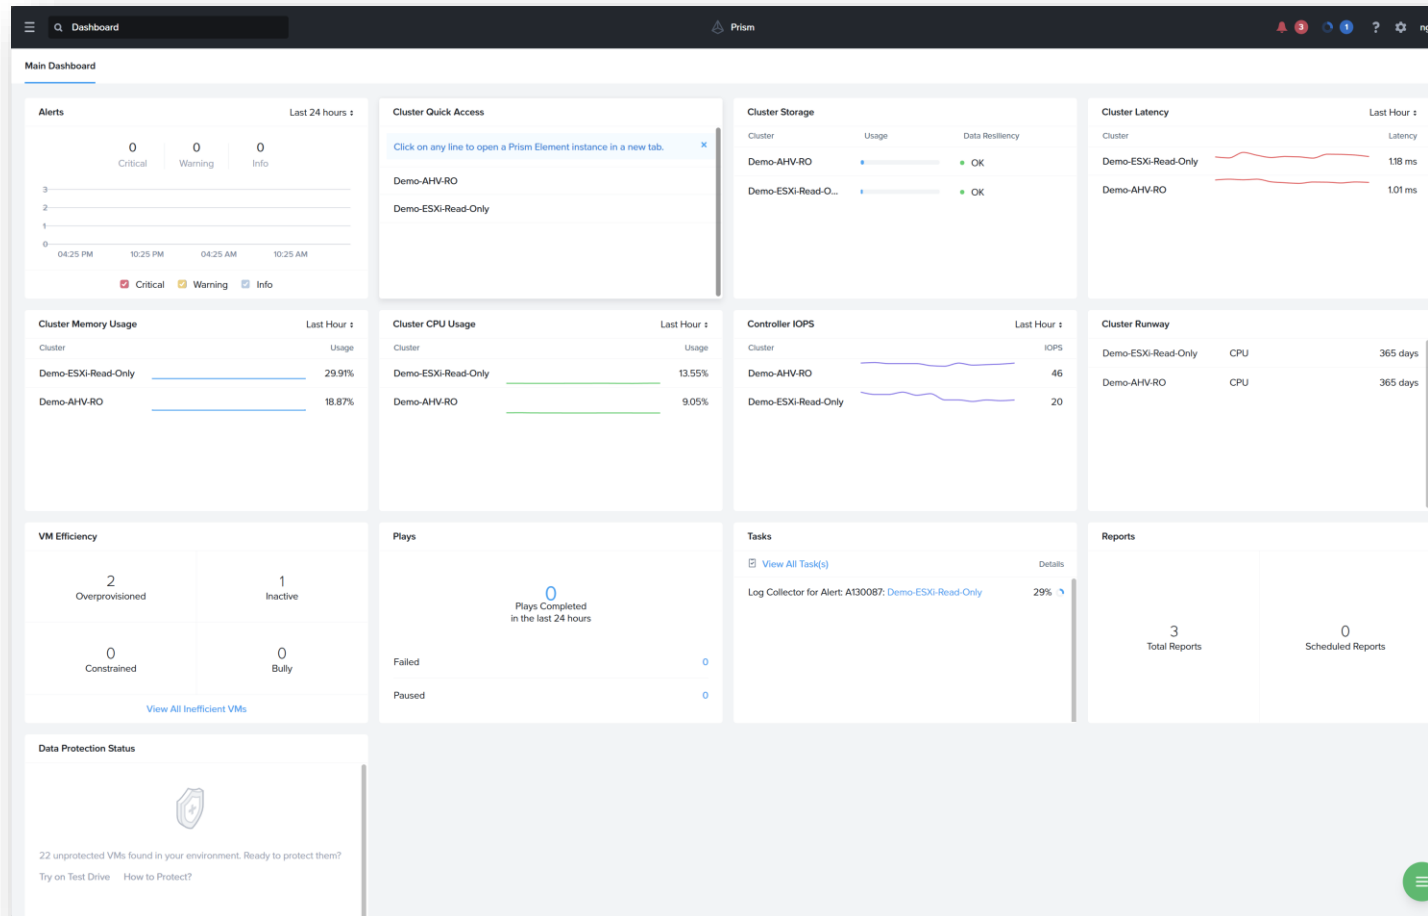 Dashboard
Prism
3
1
?
Main Dashboard
Alerts
Last 24 hours
0
0
0
Critical
Warning
Info
3
2
1
0
04:25 PM
10:25 PM
04:25 AM
10:25 AM
Critical
Warning
Info
Cluster Quick Access
Click on any line to open a Prism Element instance in a new tab.
Demo-AHV-RO
Demo-ESXi-Read-Only
Cluster Storage
Cluster Usage Data Resiliency
Demo-AHV-RO OK
Demo-ESXi-Read-O... OK
Cluster Latency
Last Hour
Cluster Latency
Demo-ESXi-Read-Only 1.18 ms
Demo-AHV-RO 1.01 ms
Cluster Memory Usage
Last Hour
Cluster Usage
Demo-ESXi-Read-Only 29.91%
Demo-AHV-RO 18.87%
Cluster CPU Usage
Last Hour
Cluster Usage
Demo-ESXi-Read-Only 13.55%
Demo-AHV-RO 9.05%
Controller IOPS
Last Hour
Cluster IOPS
Demo-AHV-RO 46
Demo-ESXi-Read-Only 20
Cluster Runway
Demo-ESXi-Read-Only CPU 365 days
Demo-AHV-RO CPU 365 days
VM Efficiency
2
Overprovisioned
1
Inactive
0
Constrained
0
Bully
View All Inefficient VMs
Plays
0
Plays Completed
in the last 24 hours
Failed 0
Paused 0
Tasks
View All Task(s) Details
Log Collector for Alert: A130087: Demo-ESXi-Read-Only 29%
Reports
3
Total Reports
0
Scheduled Reports
Data Protection Status
22 unprotected VMs found in your environment. Ready to protect them?
Try on Test Drive How to Protect?